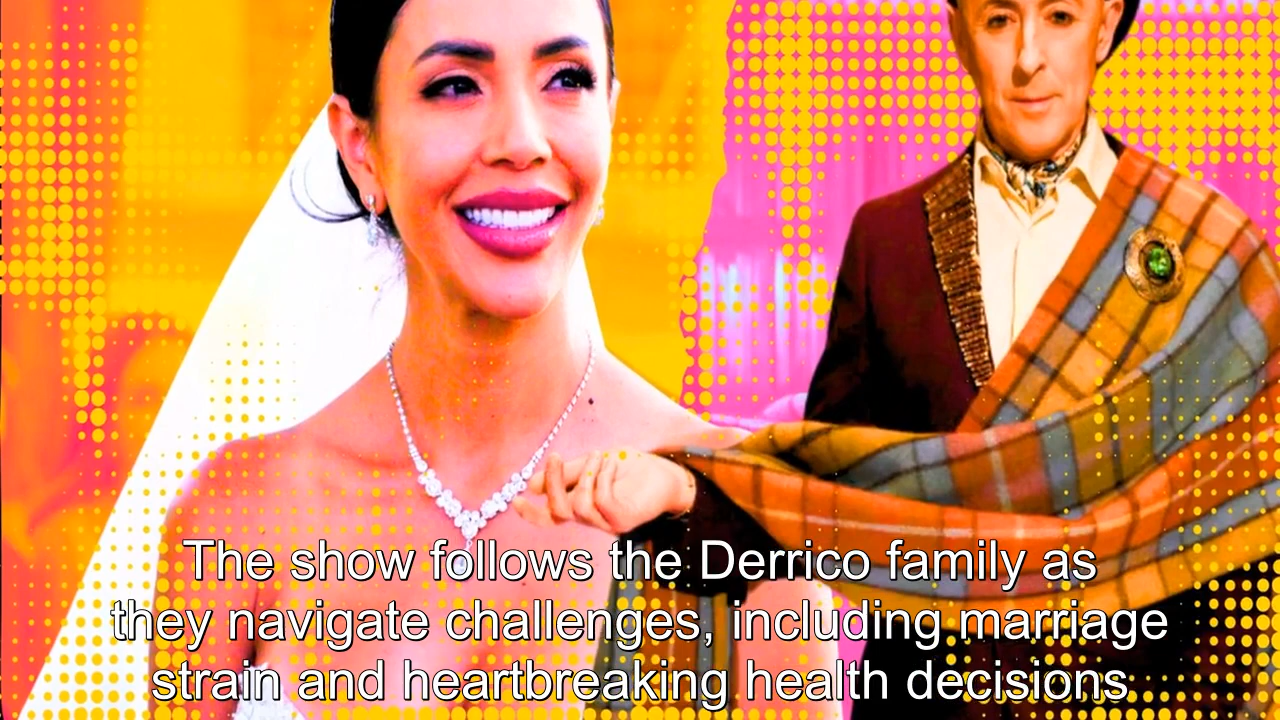 The show follows the Derrico family as
they navigate challenges, including marriage
strain and heartbreaking health decisions